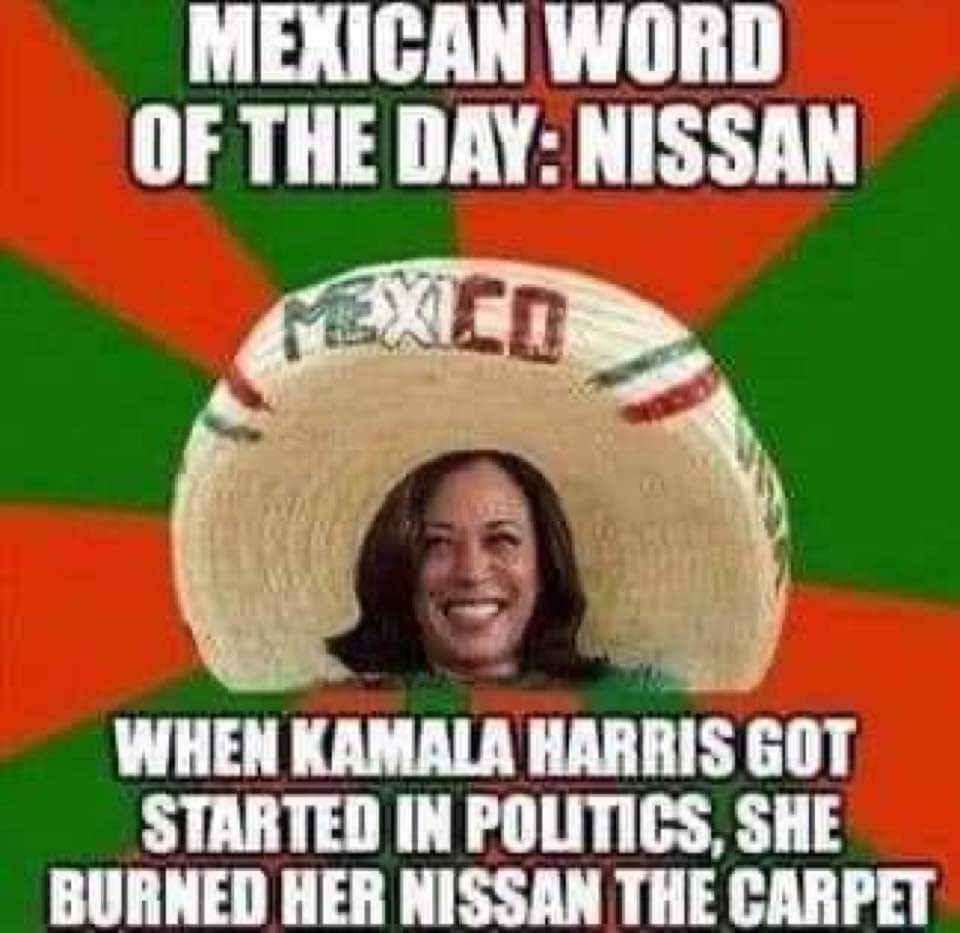 MEXICAN WORD
OF THE DAY: NISSAN
MEXICO
WHEN KAMALA HARRIS GOT
STARTED IN POLITICS, SHE
BURNED HER NISSAN THE CARPET